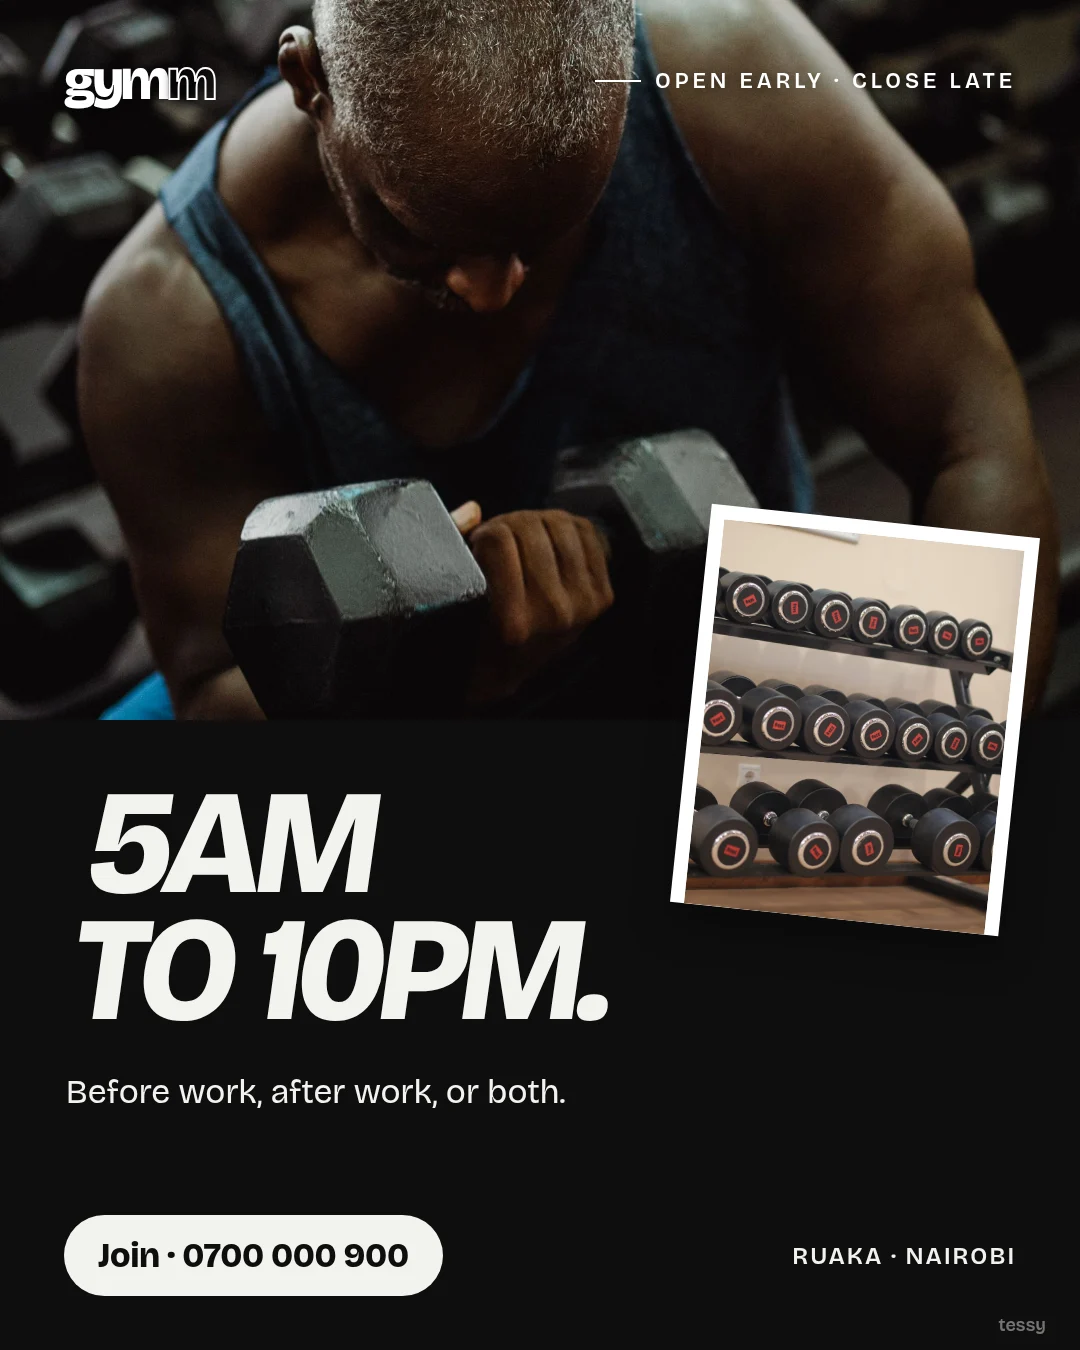 gymm
OPEN EARLY · CLOSE LATE
5AM
TO 10PM.
Before work, after work, or both.
Join · 0700 000 900
RUAKA · NAIROBI
tessy